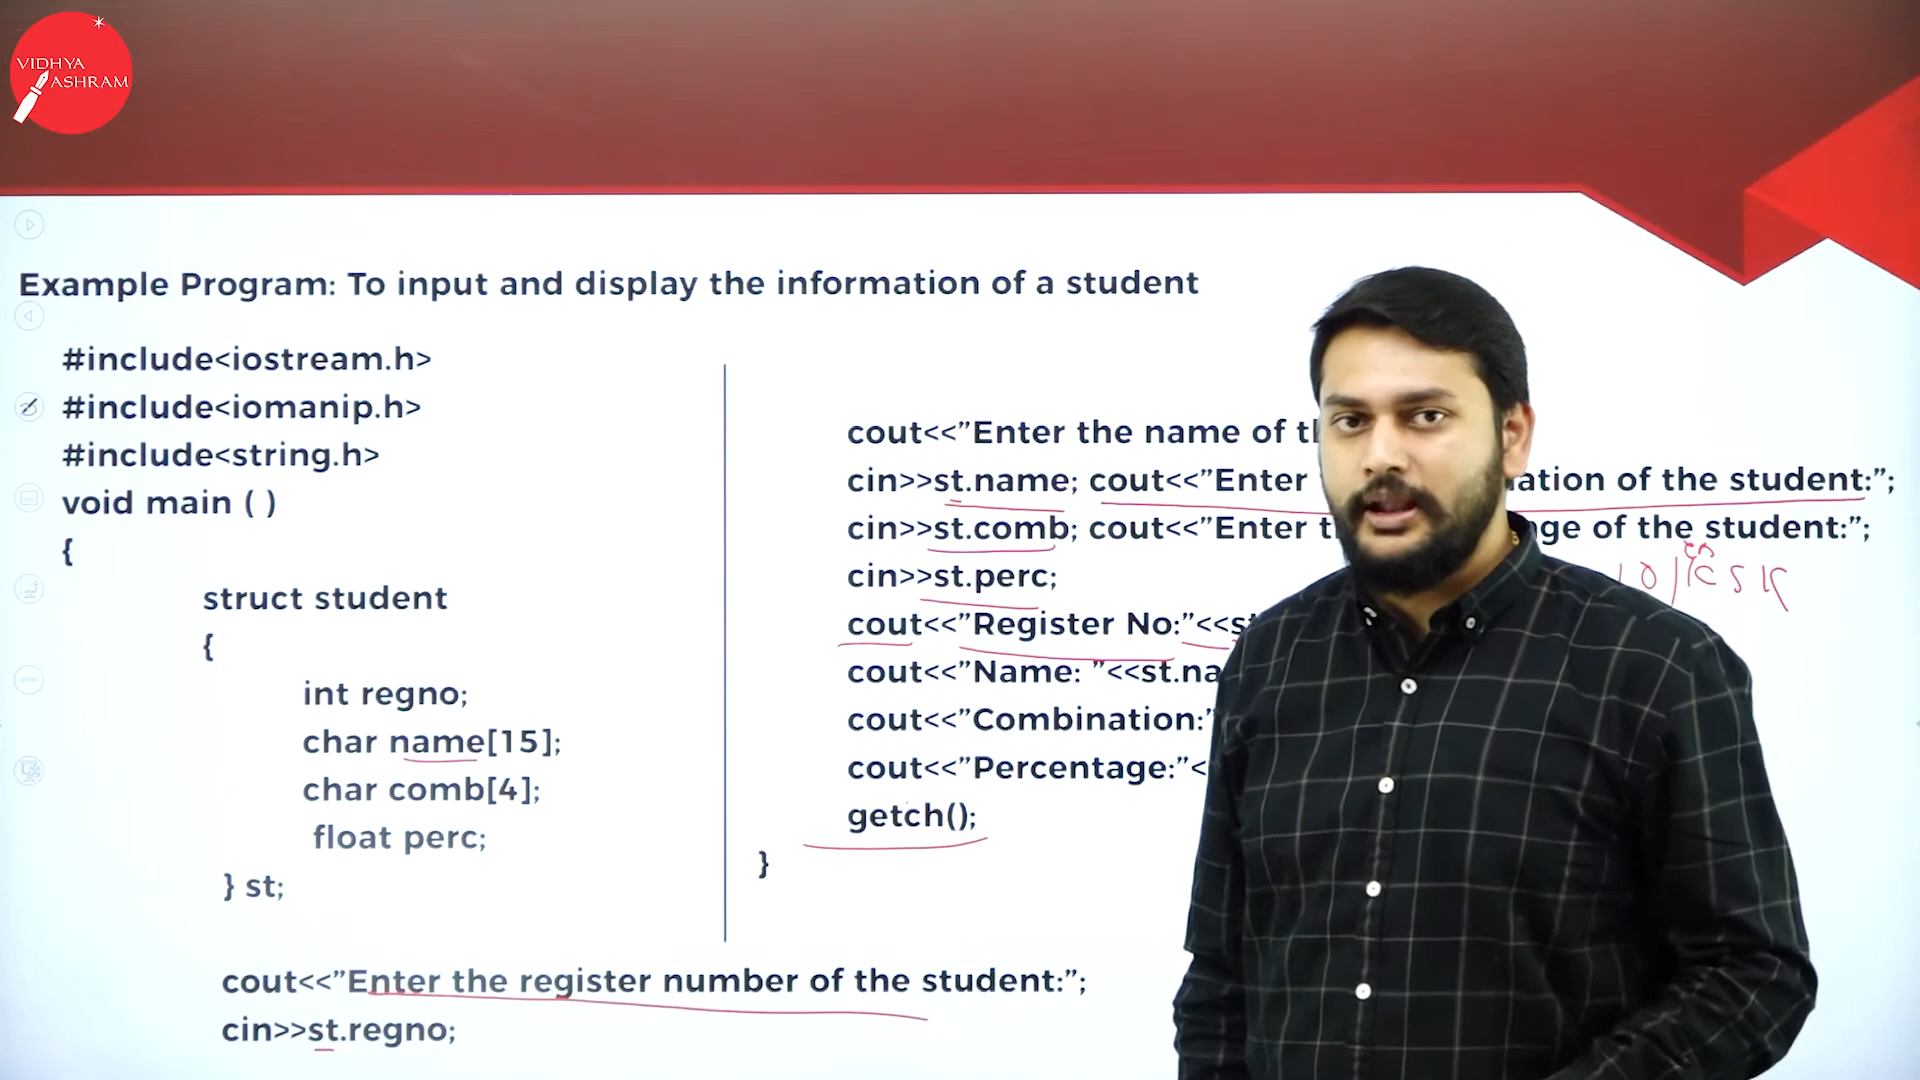 VIDHYA
ASHRAM
Example Program: To input and display the information of a student
#include<iostream.h>
#include<iomanip.h>
#include<string.h>
void main ( )
{
struct student
{
int regno;
char name[15];
char comb[4];
float perc;
} st;
cout<<”Enter the register number of the student:”;
cin>>st.regno;
cout<<”Enter the name of
cin>>st.name; cout<<”Enter of the student:”;
cin>>st.comb; cout<<”Enter of the student:”;
cin>>st.perc;
cout<<”Register No:”<<
cout<<”Name: ”<<
cout<<”Combination:”
cout<<”Percentage:”<
getch();
}